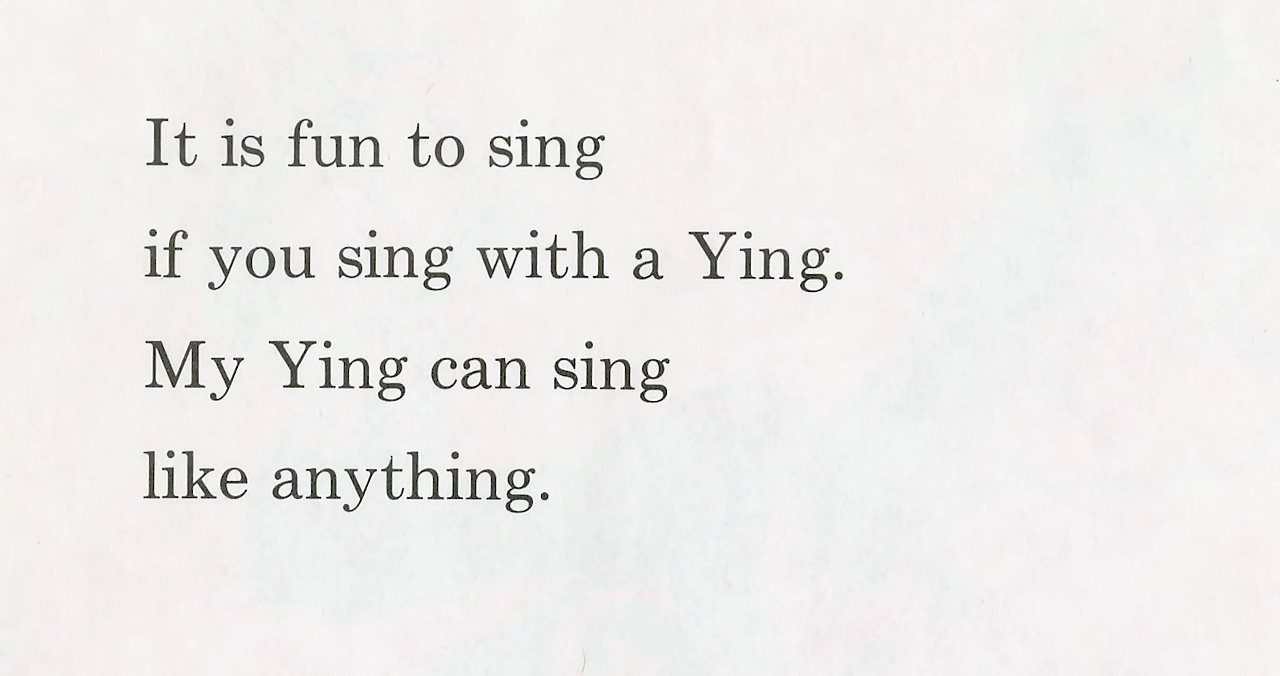 It is fun to sing
if you sing with a Ying.
My Ying can sing
like anything.